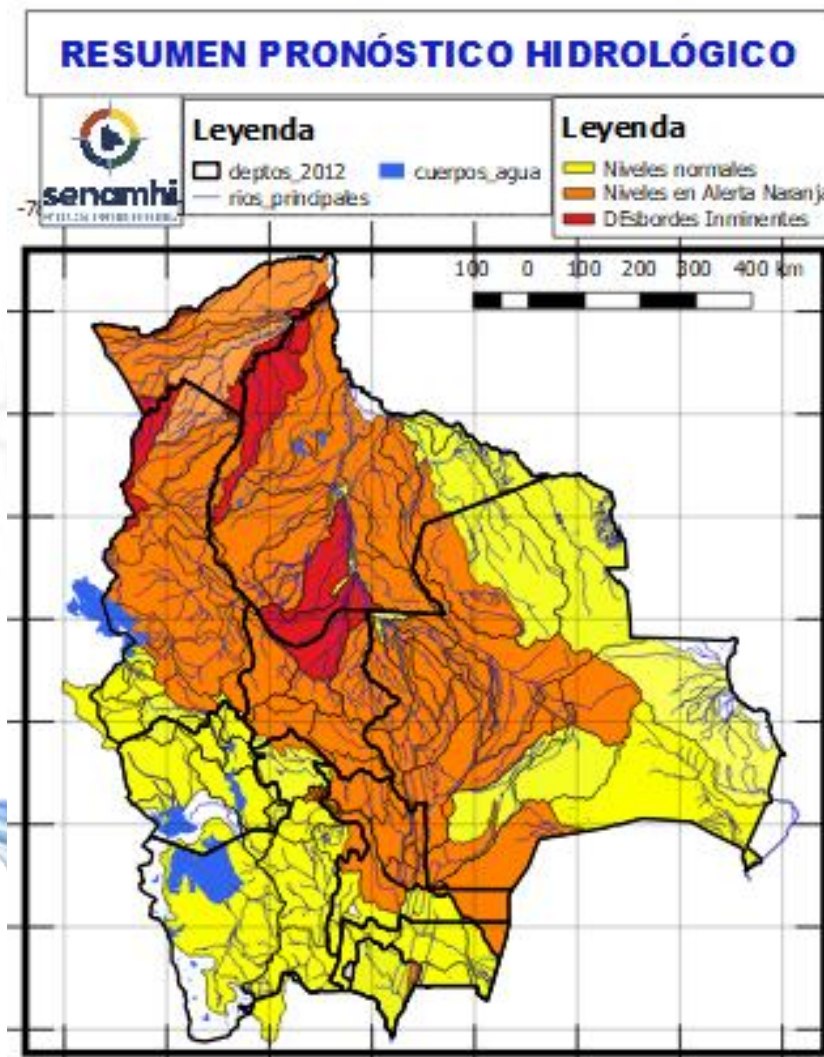 RESUMEN PRONÓSTICO HIDROLÓGICO
senamhi
Leyenda
deptos_2012
cuerpos_agua
rios_principales
Leyenda
Niveles normales
Niveles en Alerta Naranja
DEsbordes Inminentes
100 0 100 200 300 400 km